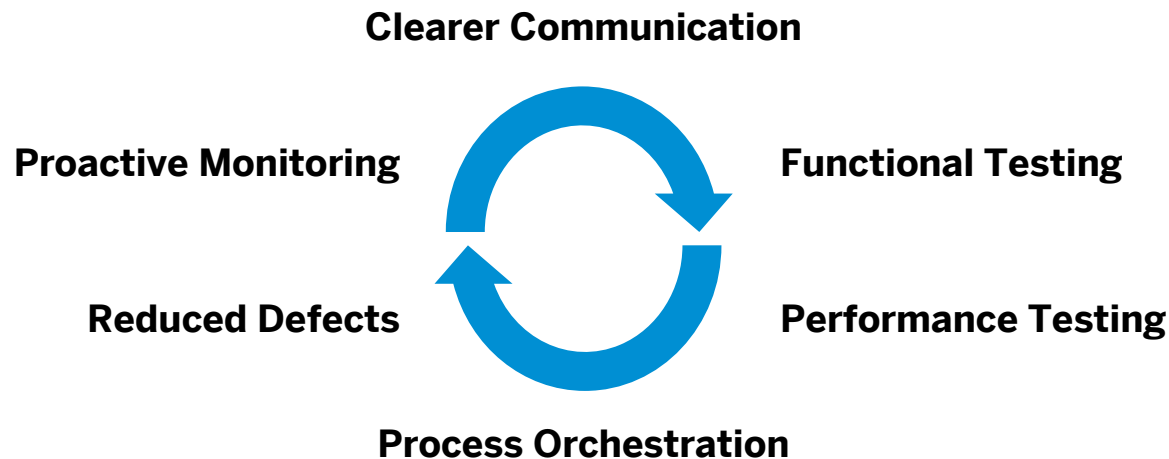 Clearer Communication
Proactive Monitoring
Functional Testing
Reduced Defects
Performance Testing
Process Orchestration